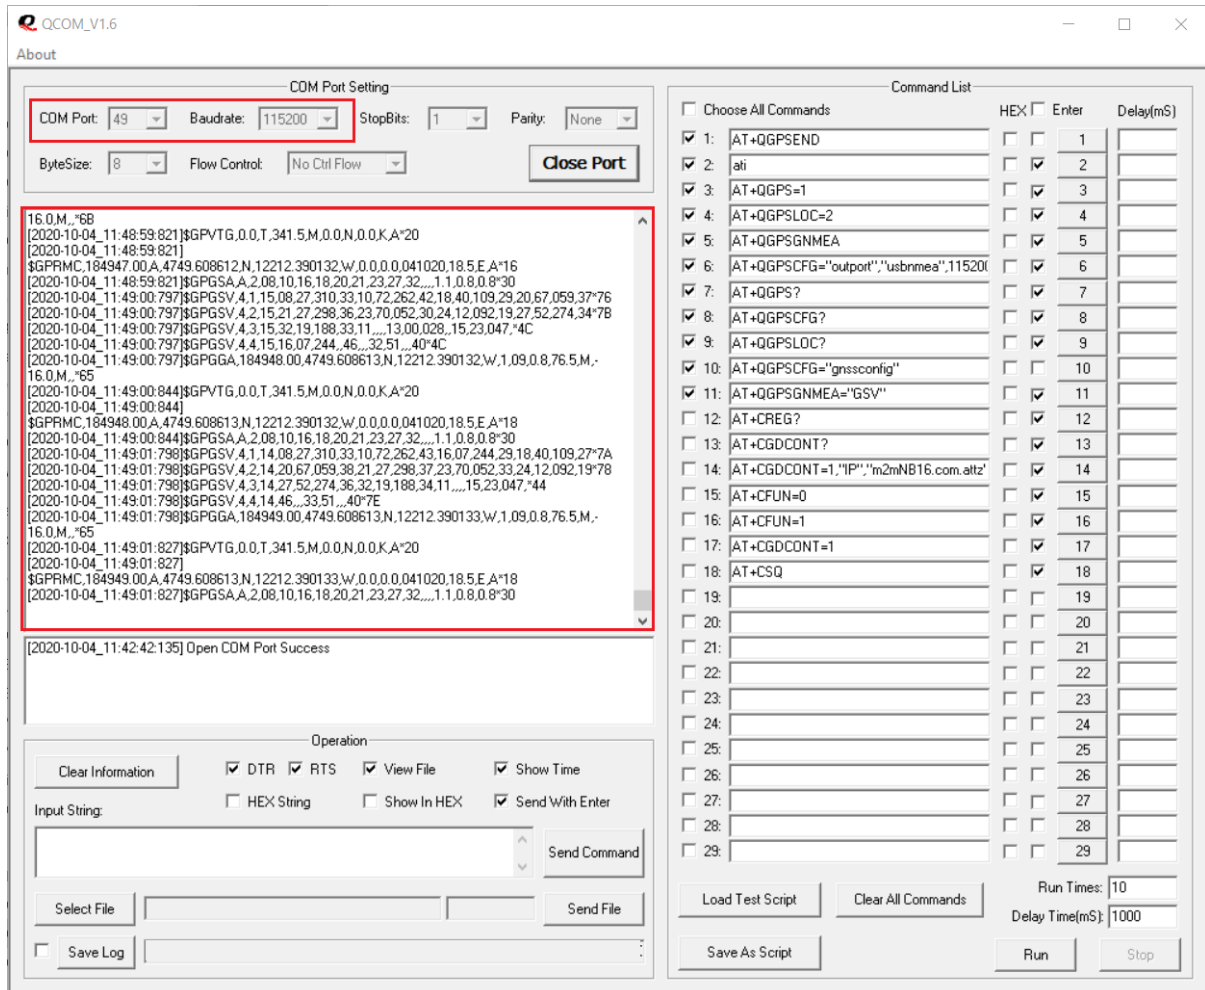 QCOM_V1.6
About
COM Port Setting
COM Port: 49 Baudrate: 115200 StopBits: 1 Parity: None
ByteSize: 8 Flow Control: No Ctrl Flow Close Port
16.0,M,,*6B
[2020-10-04_11:48:59:821]$GPVTG,0.0,T,341.5,M,0.0,N,0.0,K,A*20
[2020-10-04_11:48:59:821]
$GPRMC,184947.00,A,4749.608612,N,12212.390132,W,0.0,0.0,041020,18.5,E,A*16
[2020-10-04_11:48:59:821]$GPGSA,A,2,08,10,16,18,20,21,23,27,32,,,,1.1,0.8,0.8*30
[2020-10-04_11:49:00:797]$GPGSV,4,1,15,08,27,310,33,10,72,262,42,18,40,109,29,20,67,059,37*76
[2020-10-04_11:49:00:797]$GPGSV,4,2,15,21,27,298,36,23,70,052,30,24,12,092,19,27,52,274,34*7B
[2020-10-04_11:49:00:797]$GPGSV,4,3,15,32,19,188,33,11,,,,13,00,028,,15,23,047,*4C
[2020-10-04_11:49:00:797]$GPGSV,4,4,15,16,07,244,,46,,,32,51,,,40*4C
[2020-10-04_11:49:00:797]$GPGGA,184948.00,4749.608613,N,12212.390132,W,1,09,0.8,76.5,M,-
16.0,M,,*65
[2020-10-04_11:49:00:844]$GPVTG,0.0,T,341.5,M,0.0,N,0.0,K,A*20
[2020-10-04_11:49:00:844]
$GPRMC,184948.00,A,4749.608613,N,12212.390132,W,0.0,0.0,041020,18.5,E,A*18
[2020-10-04_11:49:00:844]$GPGSA,A,2,08,10,16,18,20,21,23,27,32,,,,1.1,0.8,0.8*30
[2020-10-04_11:49:01:798]$GPGSV,4,1,14,08,27,310,33,10,72,262,43,16,07,244,29,18,40,109,27*7A
[2020-10-04_11:49:01:798]$GPGSV,4,2,14,20,67,059,38,21,27,298,37,23,70,052,33,24,12,092,19*78
[2020-10-04_11:49:01:798]$GPGSV,4,3,14,27,52,274,36,32,19,188,34,11,,,,15,23,047,*44
[2020-10-04_11:49:01:798]$GPGSV,4,4,14,46,,,33,51,,,40*7E
[2020-10-04_11:49:01:798]$GPGGA,184949.00,4749.608613,N,12212.390133,W,1,09,0.8,76.5,M,-
16.0,M,,*65
[2020-10-04_11:49:01:827]$GPVTG,0.0,T,341.5,M,0.0,N,0.0,K,A*20
[2020-10-04_11:49:01:827]
$GPRMC,184949.00,A,4749.608613,N,12212.390133,W,0.0,0.0,041020,18.5,E,A*18
[2020-10-04_11:49:01:827]$GPGSA,A,2,08,10,16,18,20,21,23,27,32,,,,1.1,0.8,0.8*30
[2020-10-04_11:42:42:135] Open COM Port Success
Operation
Clear Information DTR RTS View File Show Time
HEX String Show In HEX Send With Enter
Input String:
Send Command
Select File Send File
Save Log
Command List
Choose All Commands HEX Enter Delay(mS)
1: AT+QGPSEND 1
2: ati 2
3: AT+QGPS=1 3
4: AT+QGPSLOC=2 4
5: AT+QGPSGNMEA 5
6: AT+QGPSCFG="outport","usbnmea",115200 6
7: AT+QGPS? 7
8: AT+QGPSCFG? 8
9: AT+QGPSLOC? 9
10: AT+QGPSCFG="gnssconfig" 10
11: AT+QGPSGNMEA="GSV" 11
12: AT+CREG? 12
13: AT+CGDCONT? 13
14: AT+CGDCONT=1,"IP","m2mNB16.com.attz" 14
15: AT+CFUN=0 15
16: AT+CFUN=1 16
17: AT+CGDCONT=1 17
18: AT+CSQ 18
19: 19
20: 20
21: 21
22: 22
23: 23
24: 24
25: 25
26: 26
27: 27
28: 28
29: 29
Load Test Script Clear All Commands Run Times: 10
Delay Time(mS): 1000
Save As Script Run Stop